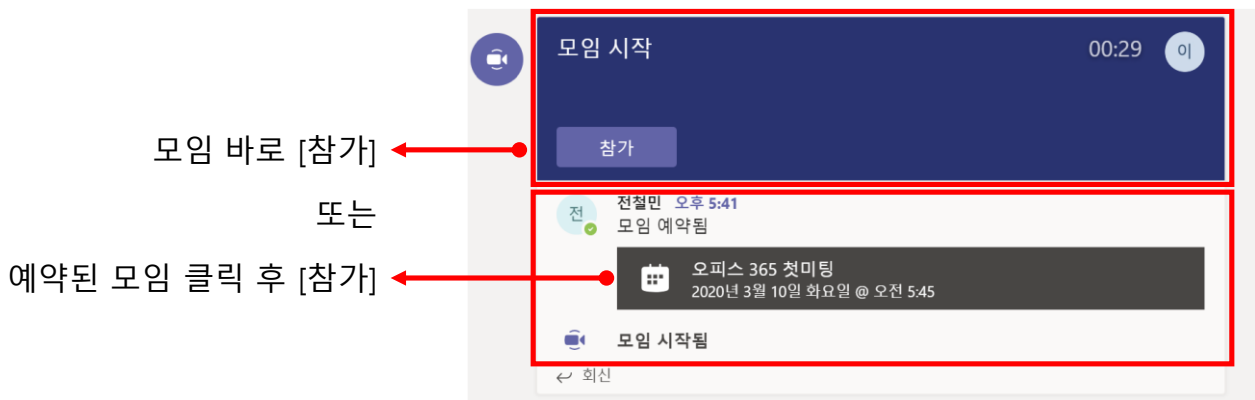 모임 시작
00:29
이
참가
모임 바로 [참가]
또는
예약된 모임 클릭 후 [참가]
전
전철민 오후 5:41
모임 예약됨
오피스 365 첫미팅
2020년 3월 10일 화요일 @ 오전 5:45
모임 시작됨
회신